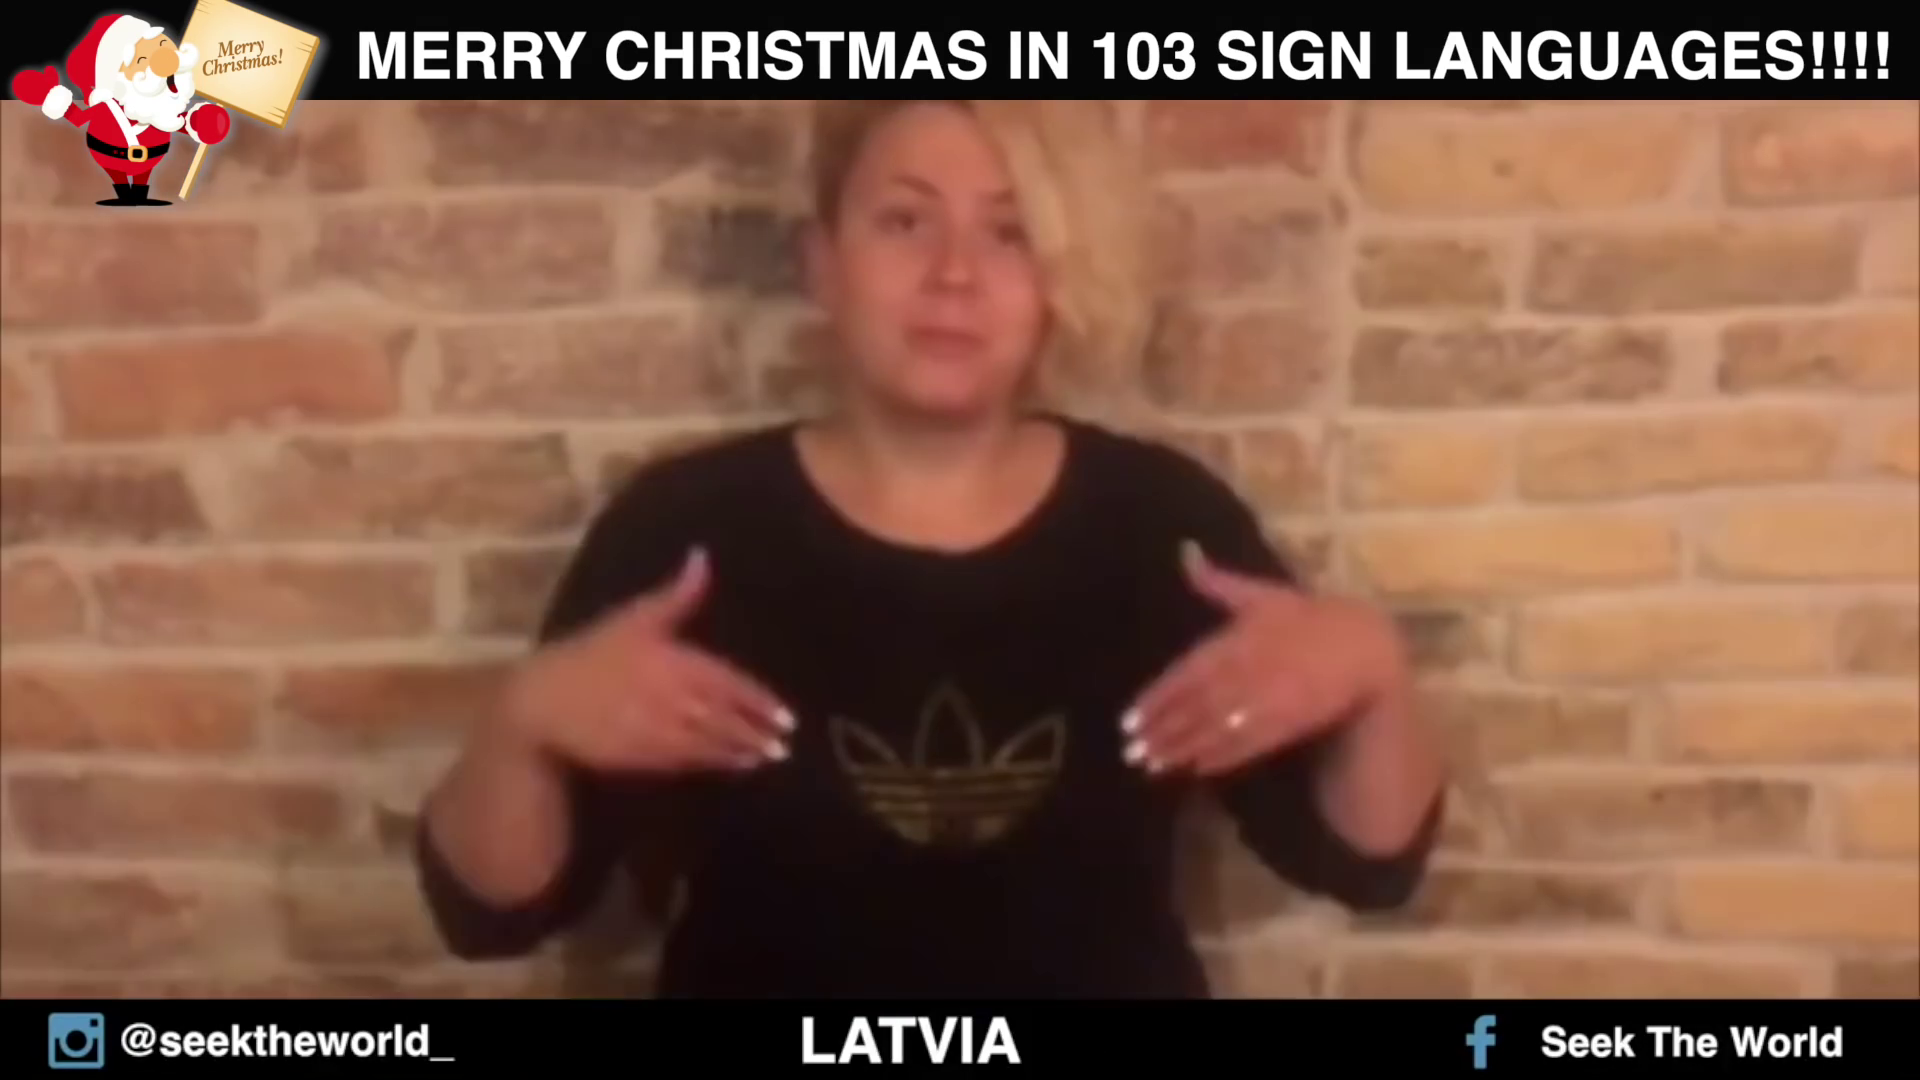 Merry
Christmas!
MERRY CHRISTMAS IN 103 SIGN LANGUAGES!!!!
@seektheworld_
LATVIA
Seek The World